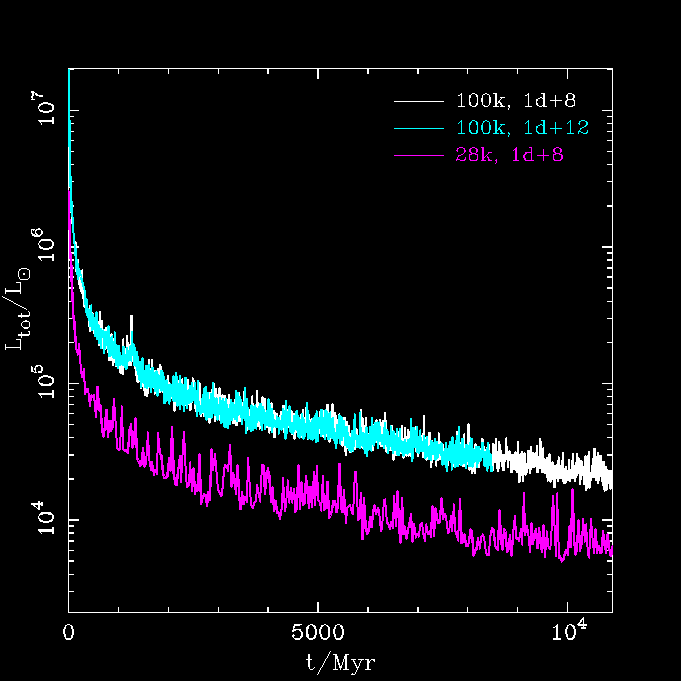 100k, 1d+8
100k, 1d+12
28k, 1d+8
10⁷
10⁶
10⁵
10⁴
L_tot/L_⊙
0 5000 10⁴
t/Myr